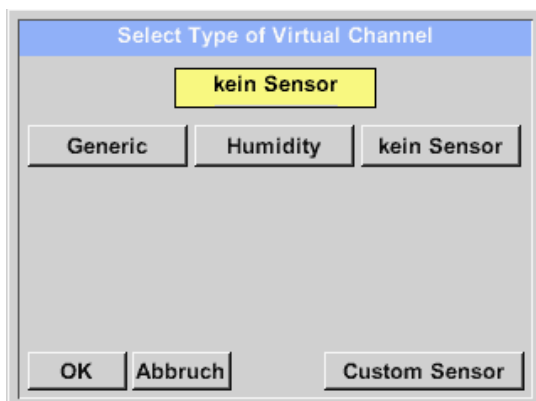 Select Type of Virtual Channel
kein Sensor
Generic Humidity kein Sensor
OK Abbruch Custom Sensor